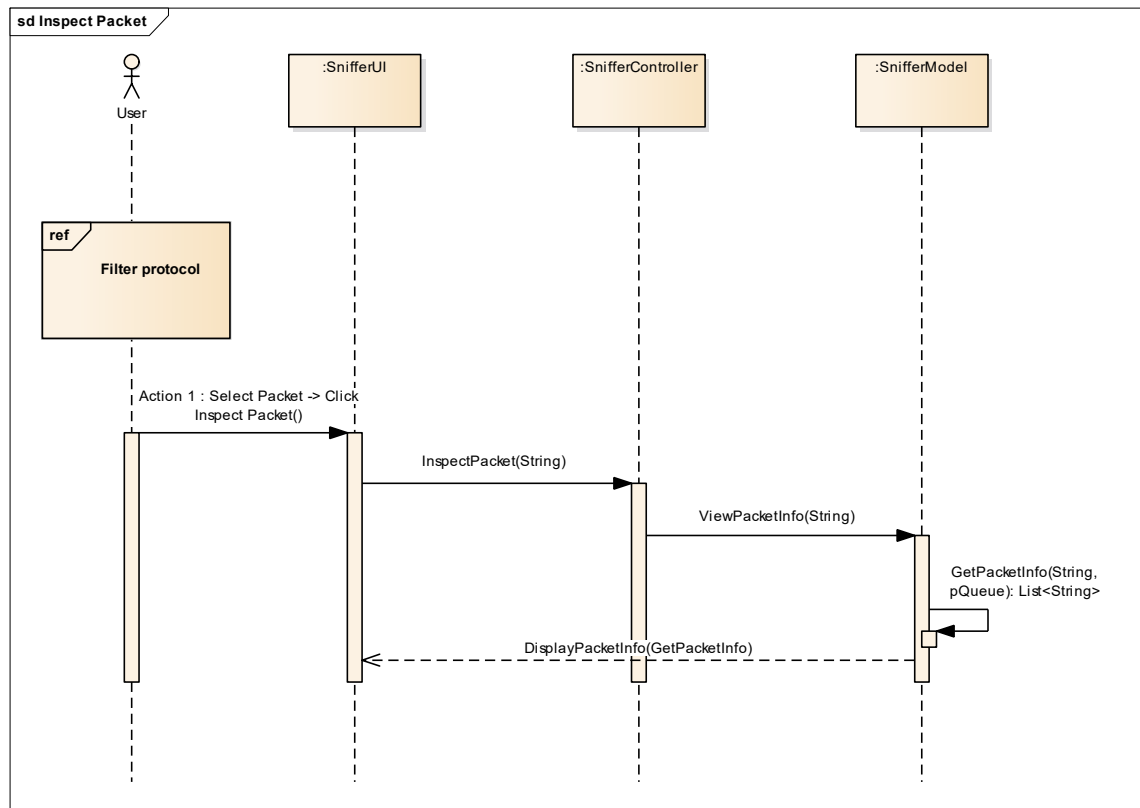 sd Inspect Packet
User
:SnifferUI
:SnifferController
:SnifferModel
ref
Filter protocol
Action 1 : Select Packet -> Click
Inspect Packet()
InspectPacket(String)
ViewPacketInfo(String)
GetPacketInfo(String,
pQueue): List<String>
DisplayPacketInfo(GetPacketInfo)